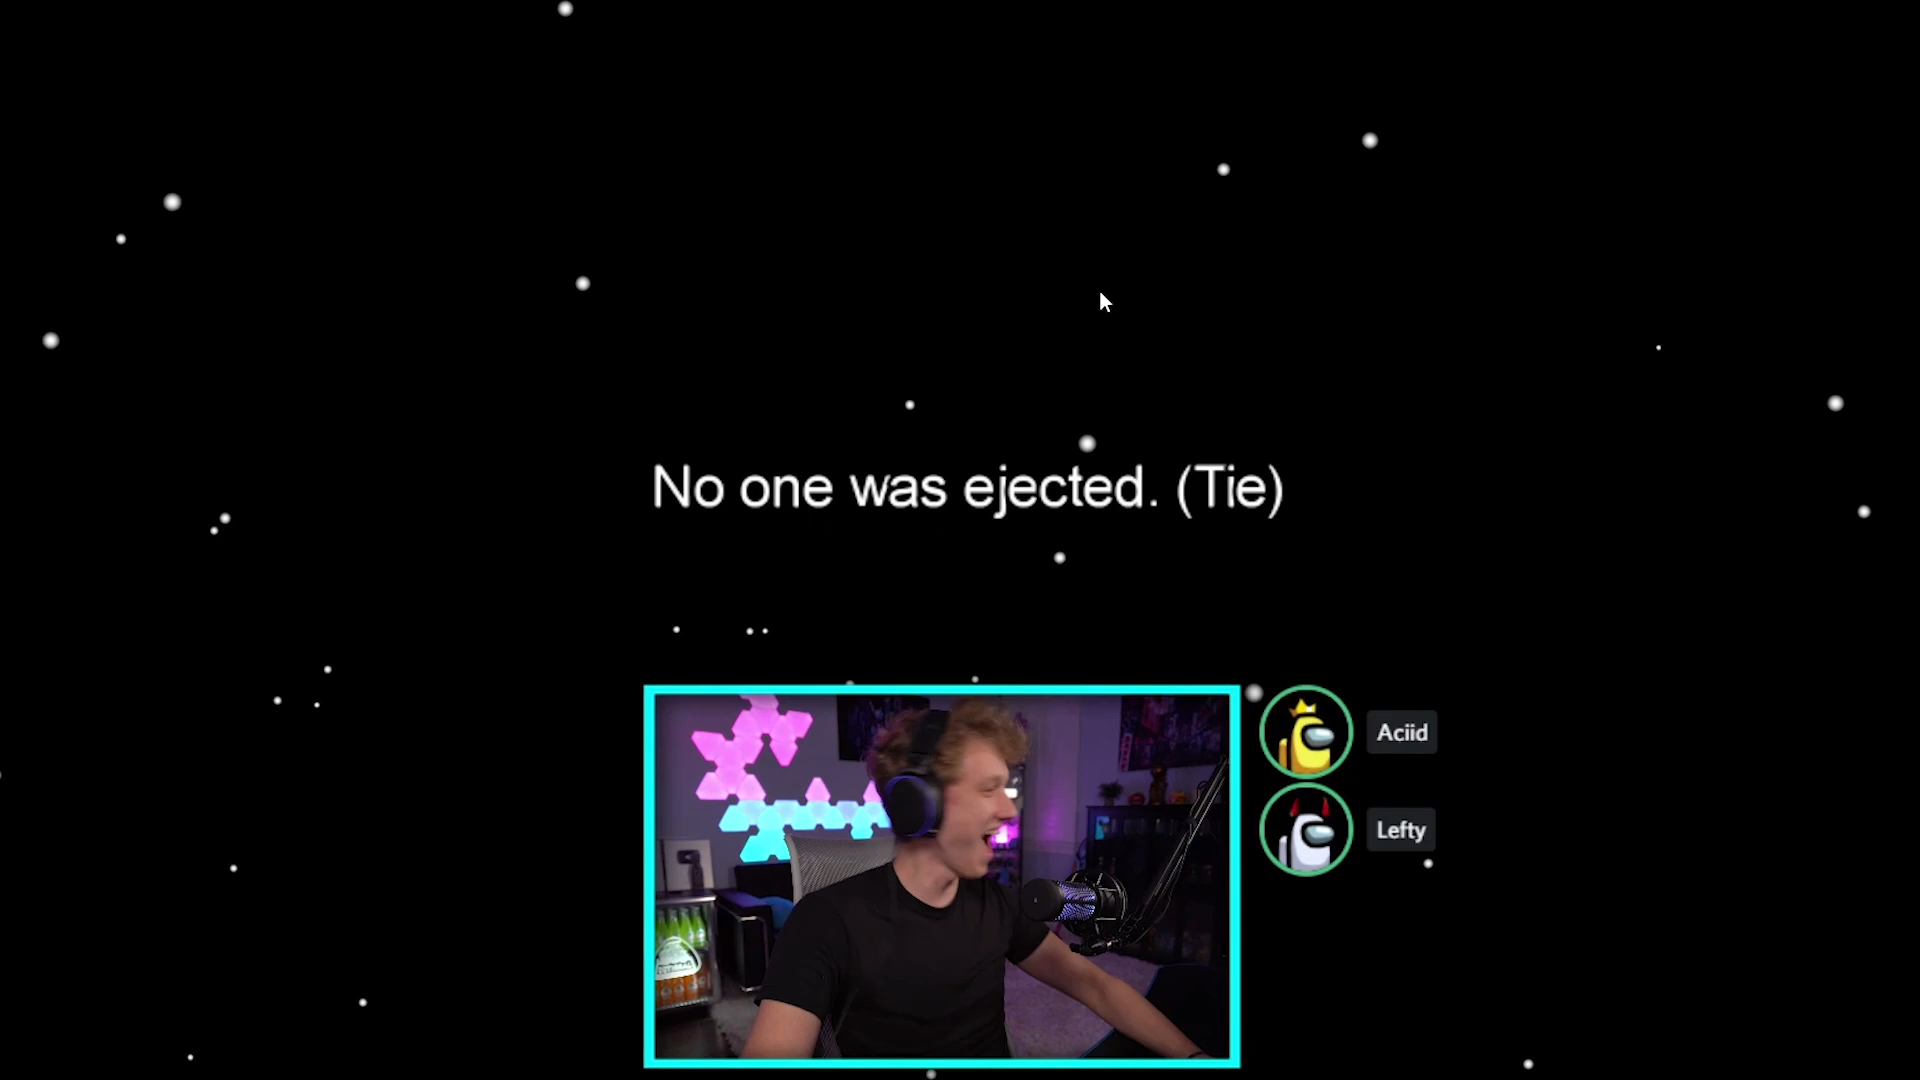 No one was ejected. (Tie)
Aciid
Lefty